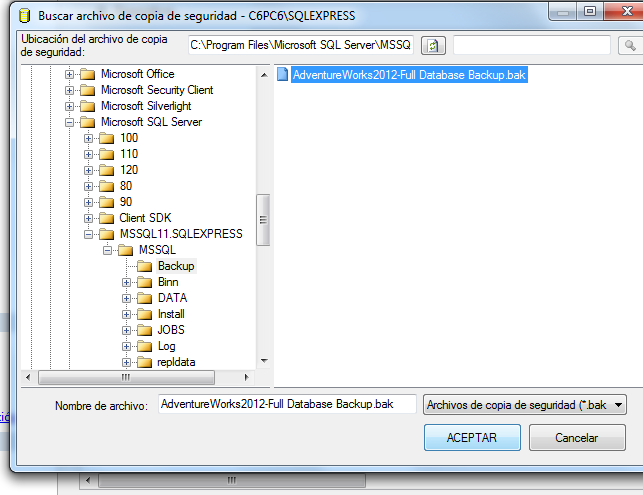 Buscar archivo de copia de seguridad - C6PC6\SQLEXPRESS
Ubicación del archivo de copia
de seguridad:
C:\Program Files\Microsoft SQL Server\MSSQ
Microsoft Office
Microsoft Security Client
Microsoft Silverlight
Microsoft SQL Server
100
110
120
80
90
Client SDK
MSSQL11.SQLEXPRESS
MSSQL
Backup
Binn
DATA
Install
JOBS
Log
repldata
AdventureWorks2012-Full Database Backup.bak
Nombre de archivo:
AdventureWorks2012-Full Database Backup.bak
Archivos de copia de seguridad (*.bak
ACEPTAR
Cancelar